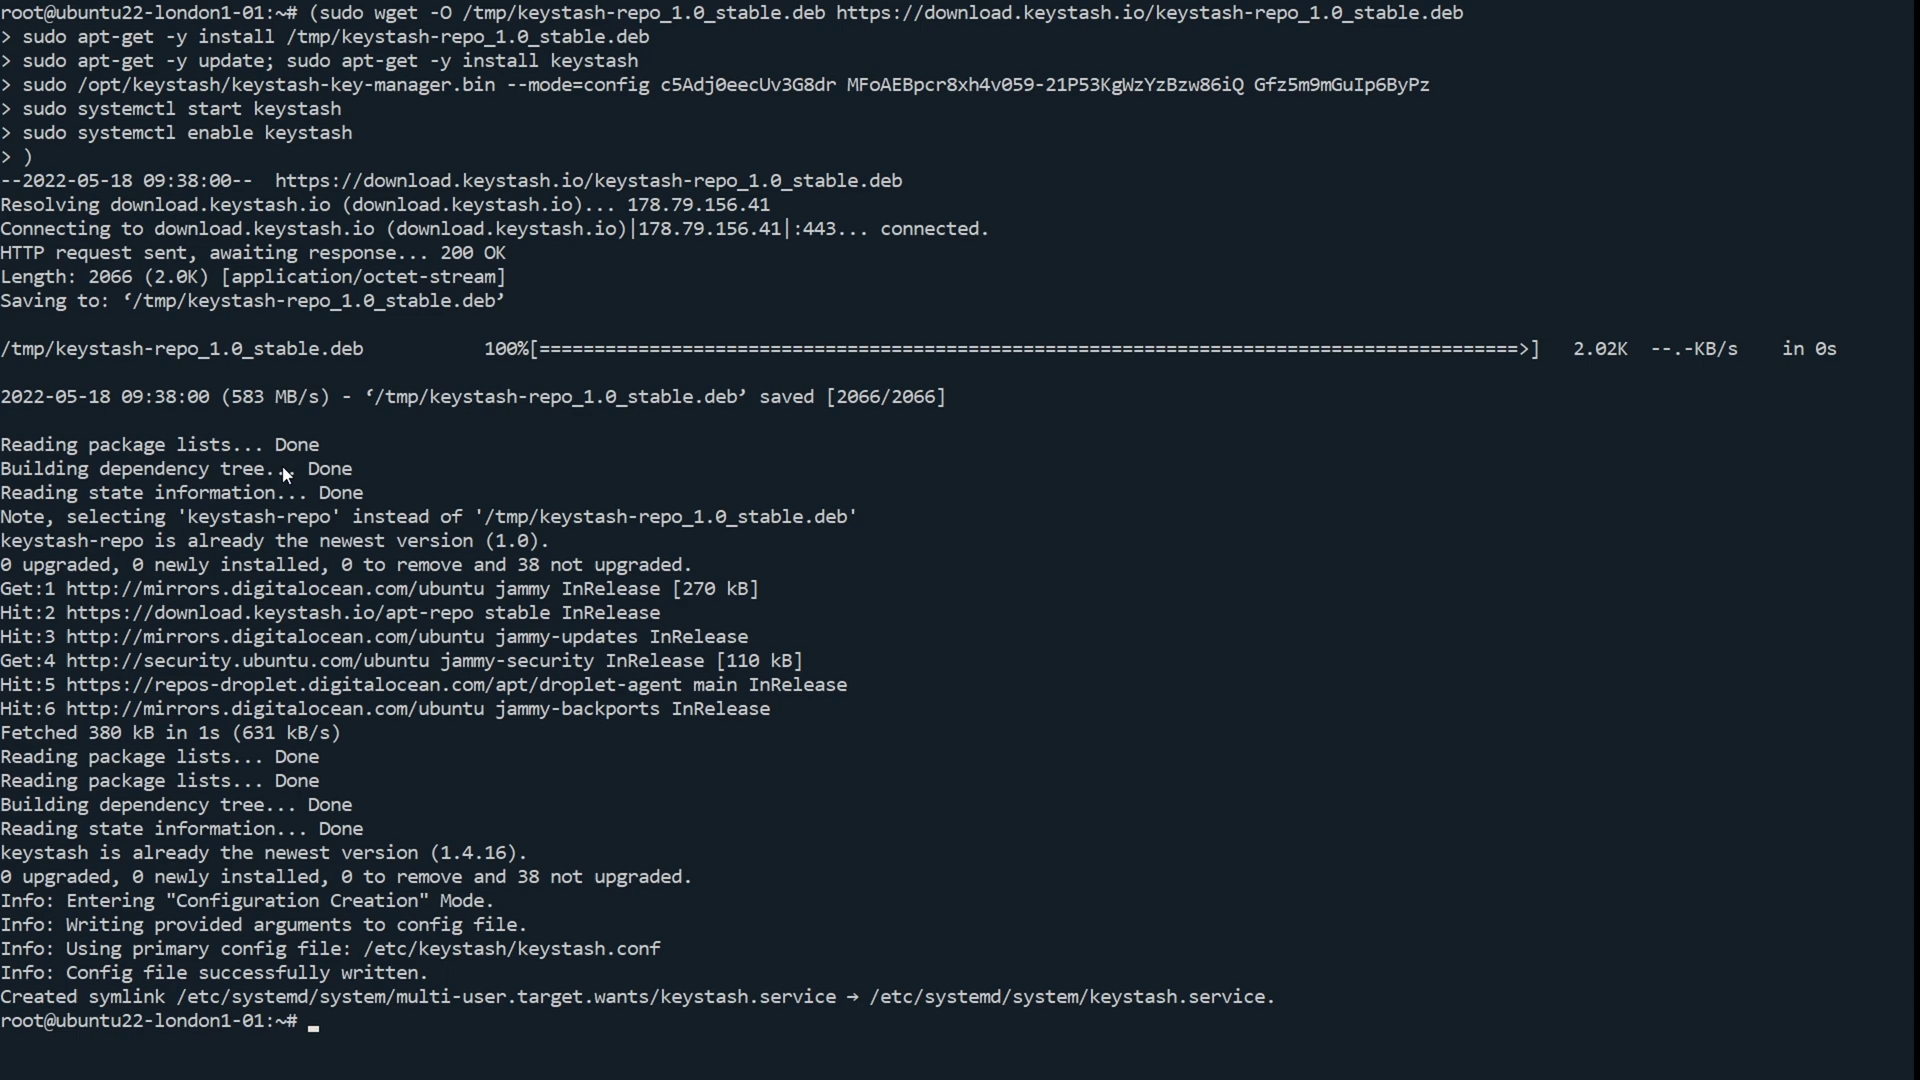 root@ubuntu22-london1-01:~# (sudo wget -O /tmp/keystash-repo_1.0_stable.deb https://download.keystash.io/keystash-repo_1.0_stable.deb
> sudo apt-get -y install /tmp/keystash-repo_1.0_stable.deb
> sudo apt-get -y update; sudo apt-get -y install keystash
> sudo /opt/keystash/keystash-key-manager.bin --mode=config c5Adj0eecUv3G8dr MFoAEBpcr8xh4v059-21P53KgWzYzBzw86iQ Gfz5m9mGuIp6ByPz
> sudo systemctl start keystash
> sudo systemctl enable keystash
> )
--2022-05-18 09:38:00--  https://download.keystash.io/keystash-repo_1.0_stable.deb
Resolving download.keystash.io (download.keystash.io)... 178.79.156.41
Connecting to download.keystash.io (download.keystash.io)|178.79.156.41|:443... connected.
HTTP request sent, awaiting response... 200 OK
Length: 2066 (2.0K) [application/octet-stream]
Saving to: ‘/tmp/keystash-repo_1.0_stable.deb’
/tmp/keystash-repo_1.0_stable.deb           100%[=========================================================================================>]   2.02K  --.-KB/s    in 0s
2022-05-18 09:38:00 (583 MB/s) - ‘/tmp/keystash-repo_1.0_stable.deb’ saved [2066/2066]
Reading package lists... Done
Building dependency tree... Done
Reading state information... Done
Note, selecting 'keystash-repo' instead of '/tmp/keystash-repo_1.0_stable.deb'
keystash-repo is already the newest version (1.0).
0 upgraded, 0 newly installed, 0 to remove and 38 not upgraded.
Get:1 http://mirrors.digitalocean.com/ubuntu jammy InRelease [270 kB]
Hit:2 https://download.keystash.io/apt-repo stable InRelease
Hit:3 http://mirrors.digitalocean.com/ubuntu jammy-updates InRelease
Get:4 http://security.ubuntu.com/ubuntu jammy-security InRelease [110 kB]
Hit:5 https://repos-droplet.digitalocean.com/apt/droplet-agent main InRelease
Hit:6 http://mirrors.digitalocean.com/ubuntu jammy-backports InRelease
Fetched 380 kB in 1s (631 kB/s)
Reading package lists... Done
Reading package lists... Done
Building dependency tree... Done
Reading state information... Done
keystash is already the newest version (1.4.16).
0 upgraded, 0 newly installed, 0 to remove and 38 not upgraded.
Info: Entering "Configuration Creation" Mode.
Info: Writing provided arguments to config file.
Info: Using primary config file: /etc/keystash/keystash.conf
Info: Config file successfully written.
Created symlink /etc/systemd/system/multi-user.target.wants/keystash.service → /etc/systemd/system/keystash.service.
root@ubuntu22-london1-01:~# _